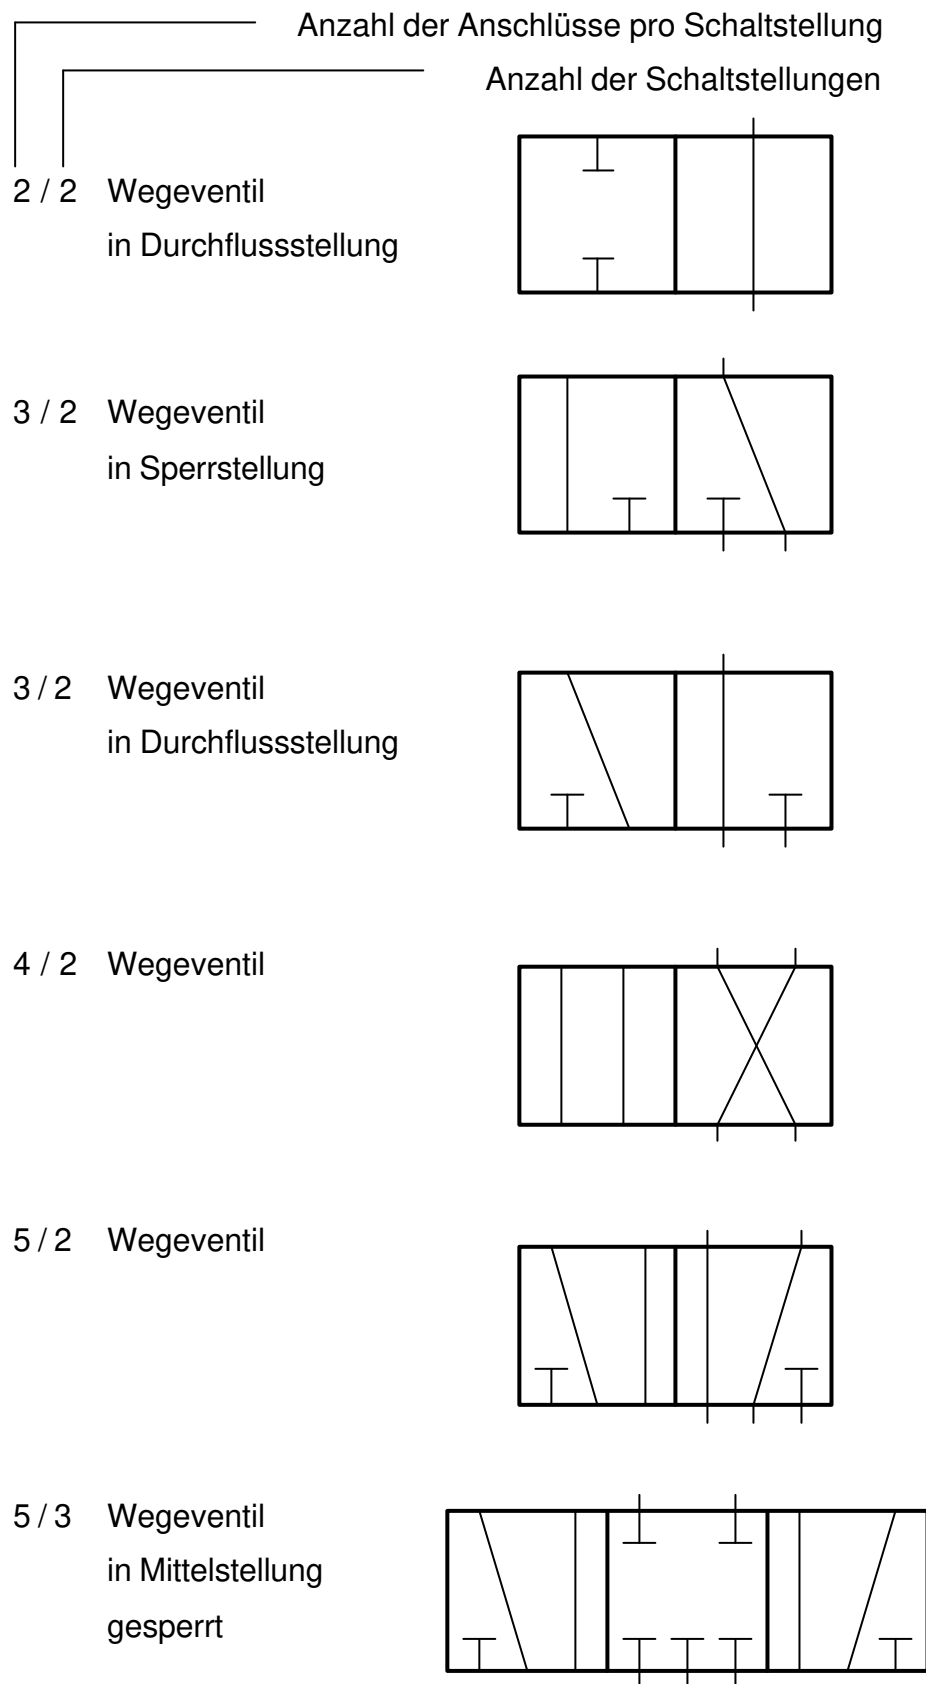 Anzahl der Anschlüsse pro Schaltstellung
Anzahl der Schaltstellungen
2 / 2 Wegeventil
in Durchflussstellung
3 / 2 Wegeventil
in Sperrstellung
3 / 2 Wegeventil
in Durchflussstellung
4 / 2 Wegeventil
5 / 2 Wegeventil
5 / 3 Wegeventil
in Mittelstellung
gesperrt